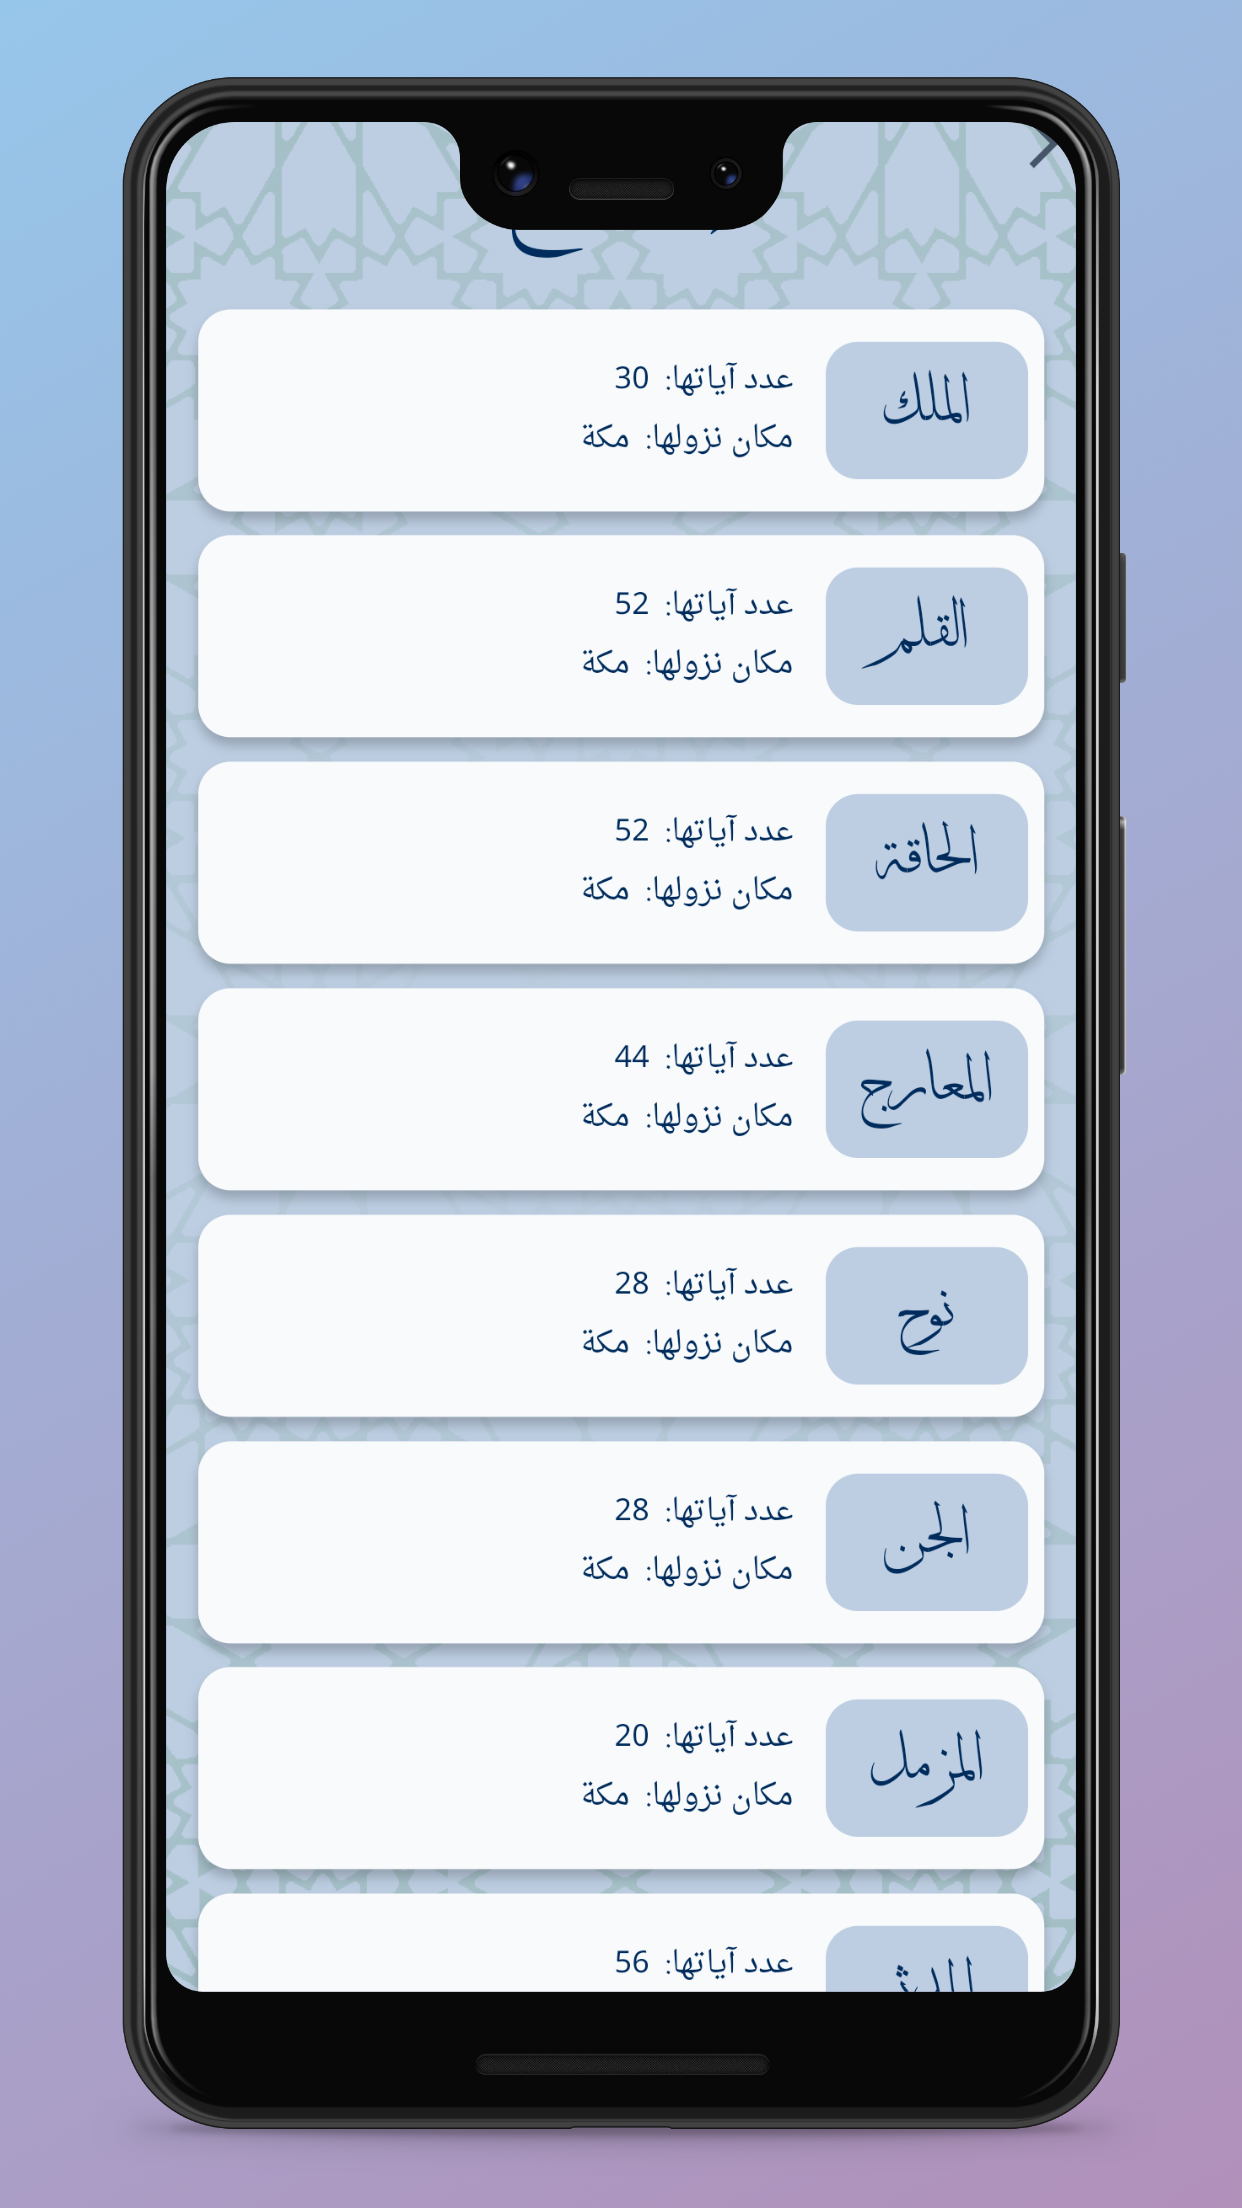 الملك
عدد آياتها: 30
مكان نزولها: مكة
القلم
عدد آياتها: 52
مكان نزولها: مكة
الحاقة
عدد آياتها: 52
مكان نزولها: مكة
المعارج
عدد آياتها: 44
مكان نزولها: مكة
نوح
عدد آياتها: 28
مكان نزولها: مكة
الجن
عدد آياتها: 28
مكان نزولها: مكة
المزمل
عدد آياتها: 20
مكان نزولها: مكة
عدد آياتها: 56